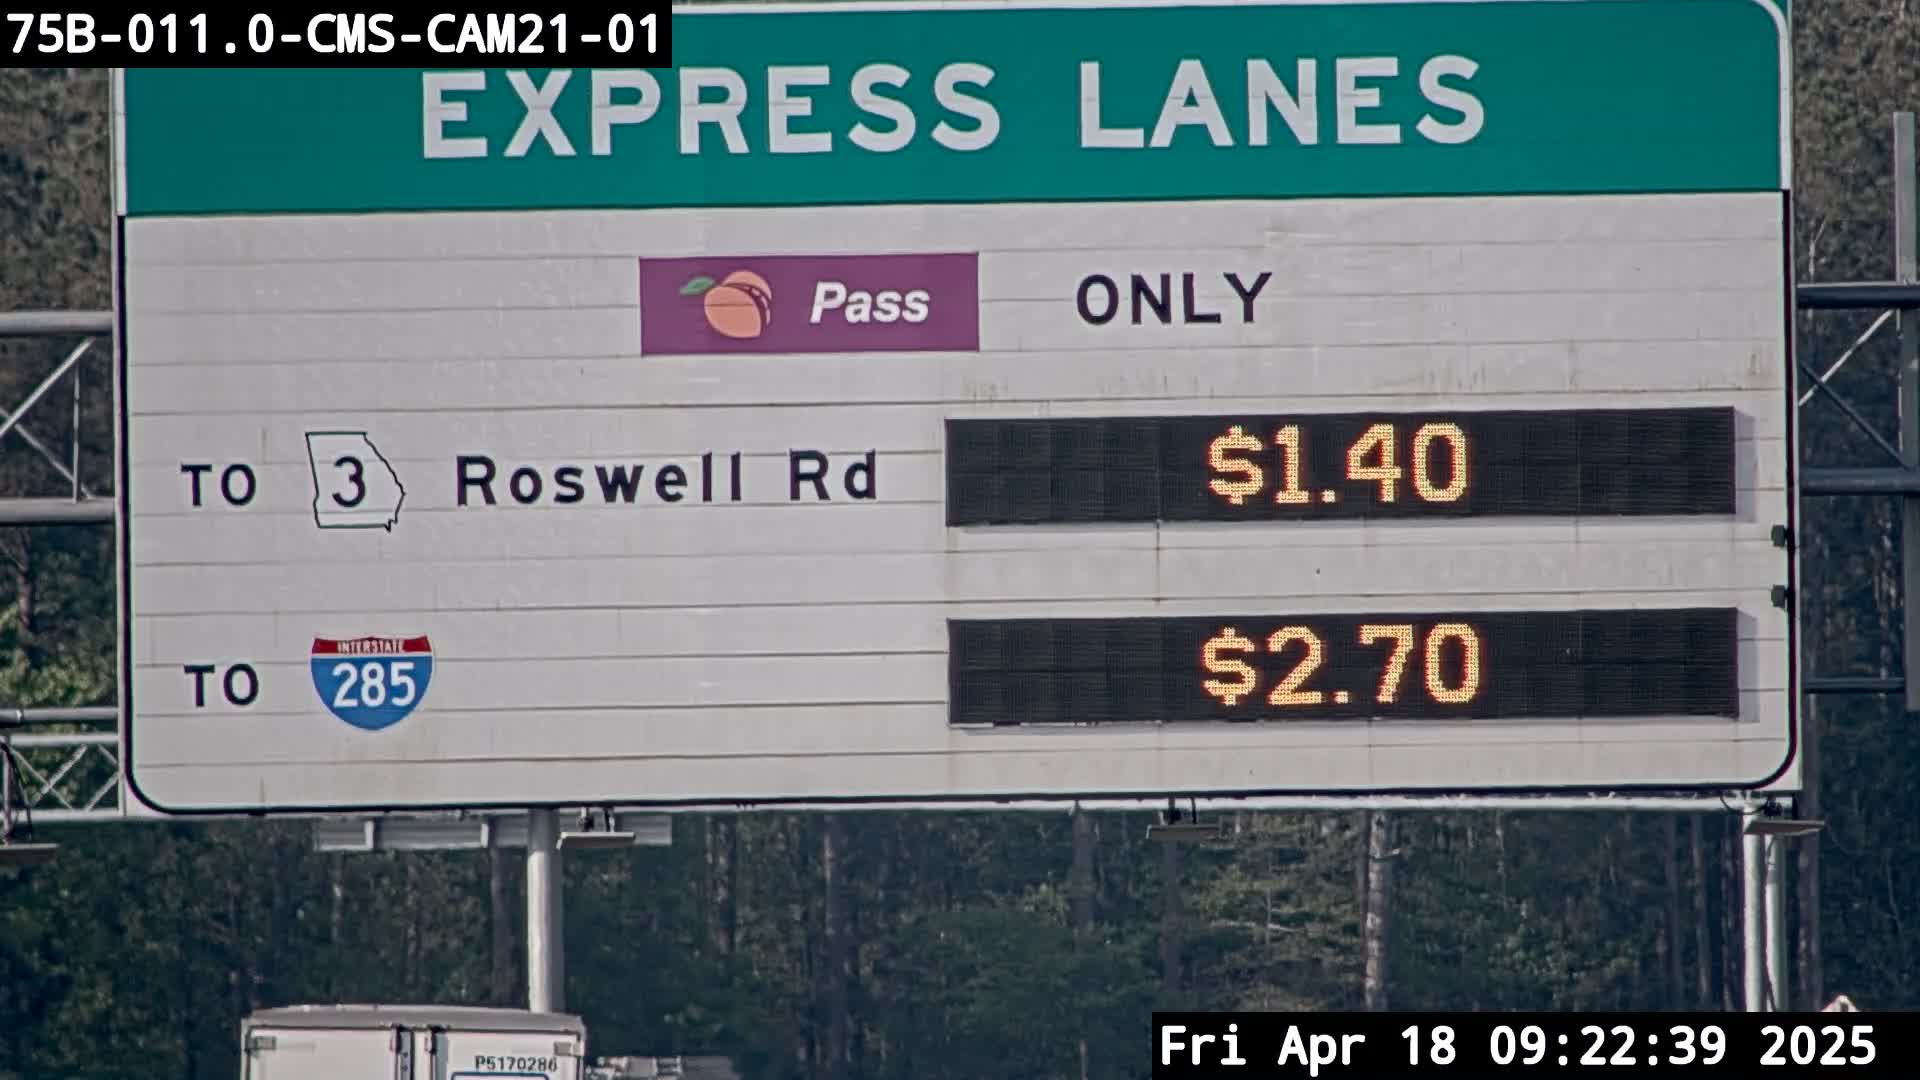 75B-011.0-CMS-CAM21-01
EXPRESS LANES
Pass ONLY
TO 3 Roswell Rd $1.40
TO INTERSTATE 285 $2.70
P5170286
Fri Apr 18 09:22:39 2025